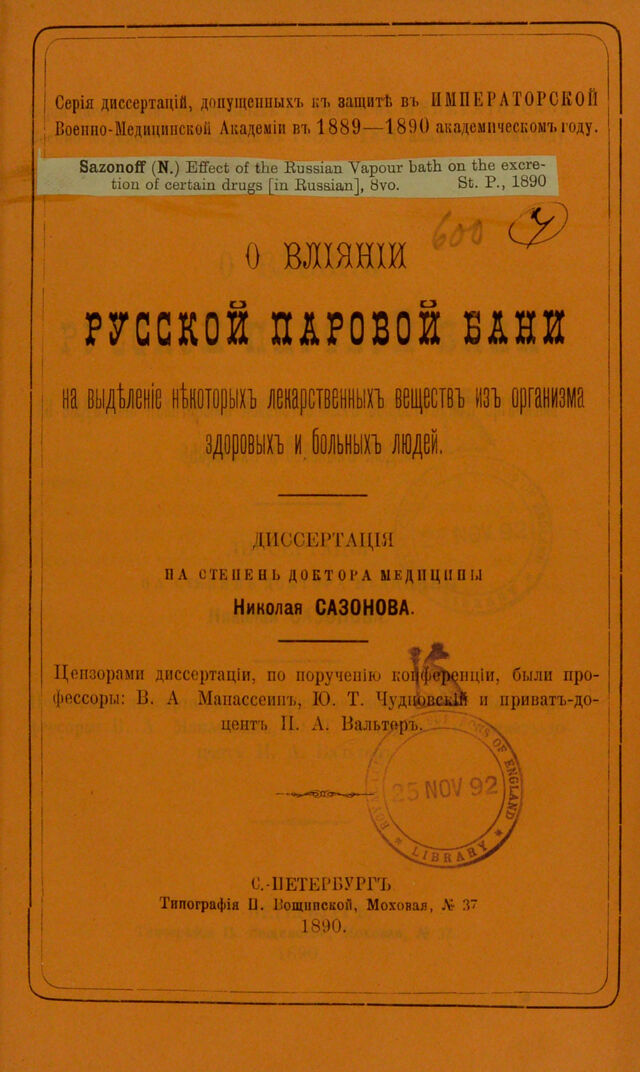 Серія диссертацій, допущенныхъ къ защитѣ въ ИМПЕРАТОРСКОЙ
Военно-Медицинской Академіи въ 1889—1890 академическомъ году.
Sazonoff (N.) Effect of the Russian Vapour bath on the excre-
tion of certain drugs [in Russian], 8vo. St. P., 1890
600
О ВЛІЯНІИ
РУССКОЙ ПАРОВОЙ БАНИ
на выдѣленіе нѣкоторыхъ лекарственныхъ веществъ изъ организма
здоровыхъ и больныхъ людей.
ДИССЕРТАЦІЯ
НА СТЕПЕНЬ ДОКТОРА МЕДИЦИНЫ
Николая САЗОНОВА.
Цензорами диссертаціи, по порученію конференціи, были про-
фессоры: В. А Манассеинъ, Ю. Т. Чудновскій и приватъ-до-
центъ П. А. Вальтеръ.
25 NOV 92
OF ENGLAND
* LIBRARY *
С.-ПЕТЕРБУРГЪ
Типографія П. Вощинской, Моховая, № 37
1890.